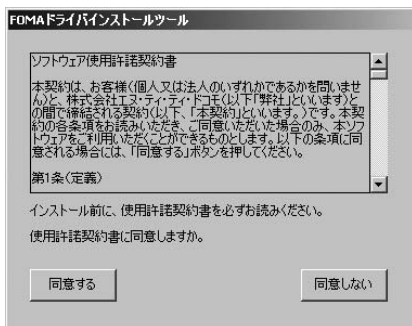 FOMAドライバインストールツール
ソフトウェア使用許諾契約書
本契約は、お客様(個人又は法人のいずれかであるかを問いませ
ん)と、株式会社エヌ・ティ・ティ・ドコモ(以下「弊社」といいます)と
の間で締結される契約(以下、「本契約」といいます。)です。本契
約の各条項をお読みいただき、ご同意いただいた場合のみ、本ソフ
トウェアをご利用いただくことができるものとします。以下の条項に同
意される場合には、「同意する」ボタンを押してください。
第1条(定義)
インストール前に、使用許諾契約書を必ずお読みください。
使用許諾契約書に同意しますか。
同意する
同意しない